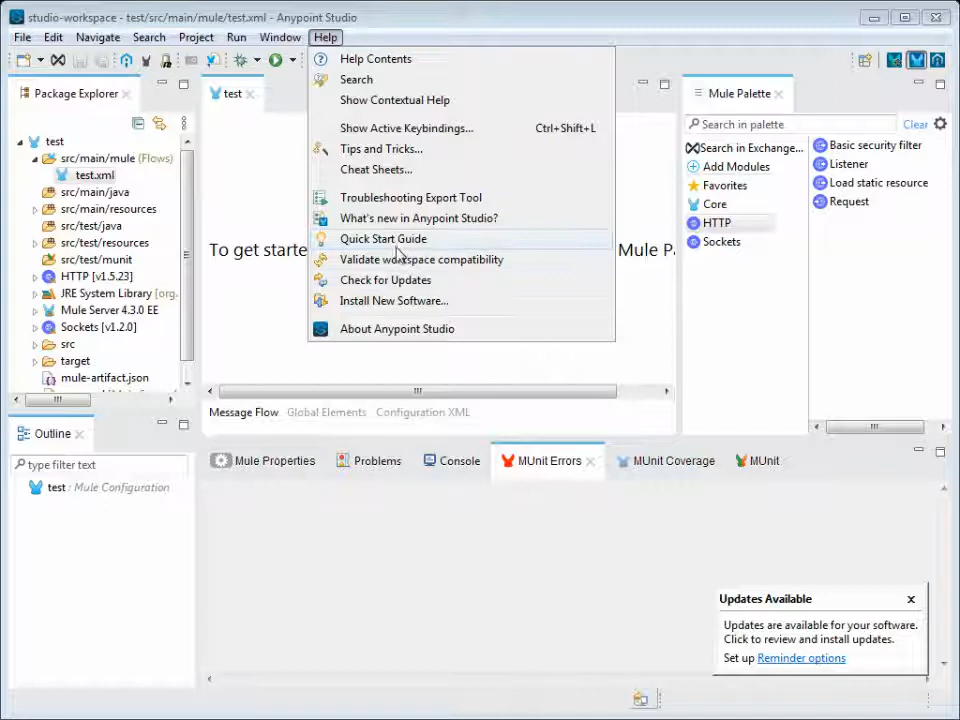 studio-workspace - test/src/main/mule/test.xml - Anypoint Studio
File Edit Navigate Search Project Run Window Help
Package Explorer
test
src/main/mule (Flows)
test.xml
src/main/java
src/main/resources
src/test/java
src/test/resources
src/test/munit
HTTP [v1.5.23]
JRE System Library [org.
Mule Server 4.3.0 EE
Sockets [v1.2.0]
src
target
mule-artifact.json
test
To get starte
Mule Pa
Help Contents
Search
Show Contextual Help
Show Active Keybindings... Ctrl+Shift+L
Tips and Tricks...
Cheat Sheets...
Troubleshooting Export Tool
What's new in Anypoint Studio?
Quick Start Guide
Validate workspace compatibility
Check for Updates
Install New Software...
About Anypoint Studio
Message Flow Global Elements Configuration XML
Mule Palette
Search in palette Clear
Search in Exchange...
Add Modules
Favorites
Core
HTTP
Sockets
Basic security filter
Listener
Load static resource
Request
Outline
type filter text
test : Mule Configuration
Mule Properties Problems Console MUnit Errors MUnit Coverage MUnit
Updates Available
Updates are available for your software.
Click to review and install updates.
Set up Reminder options